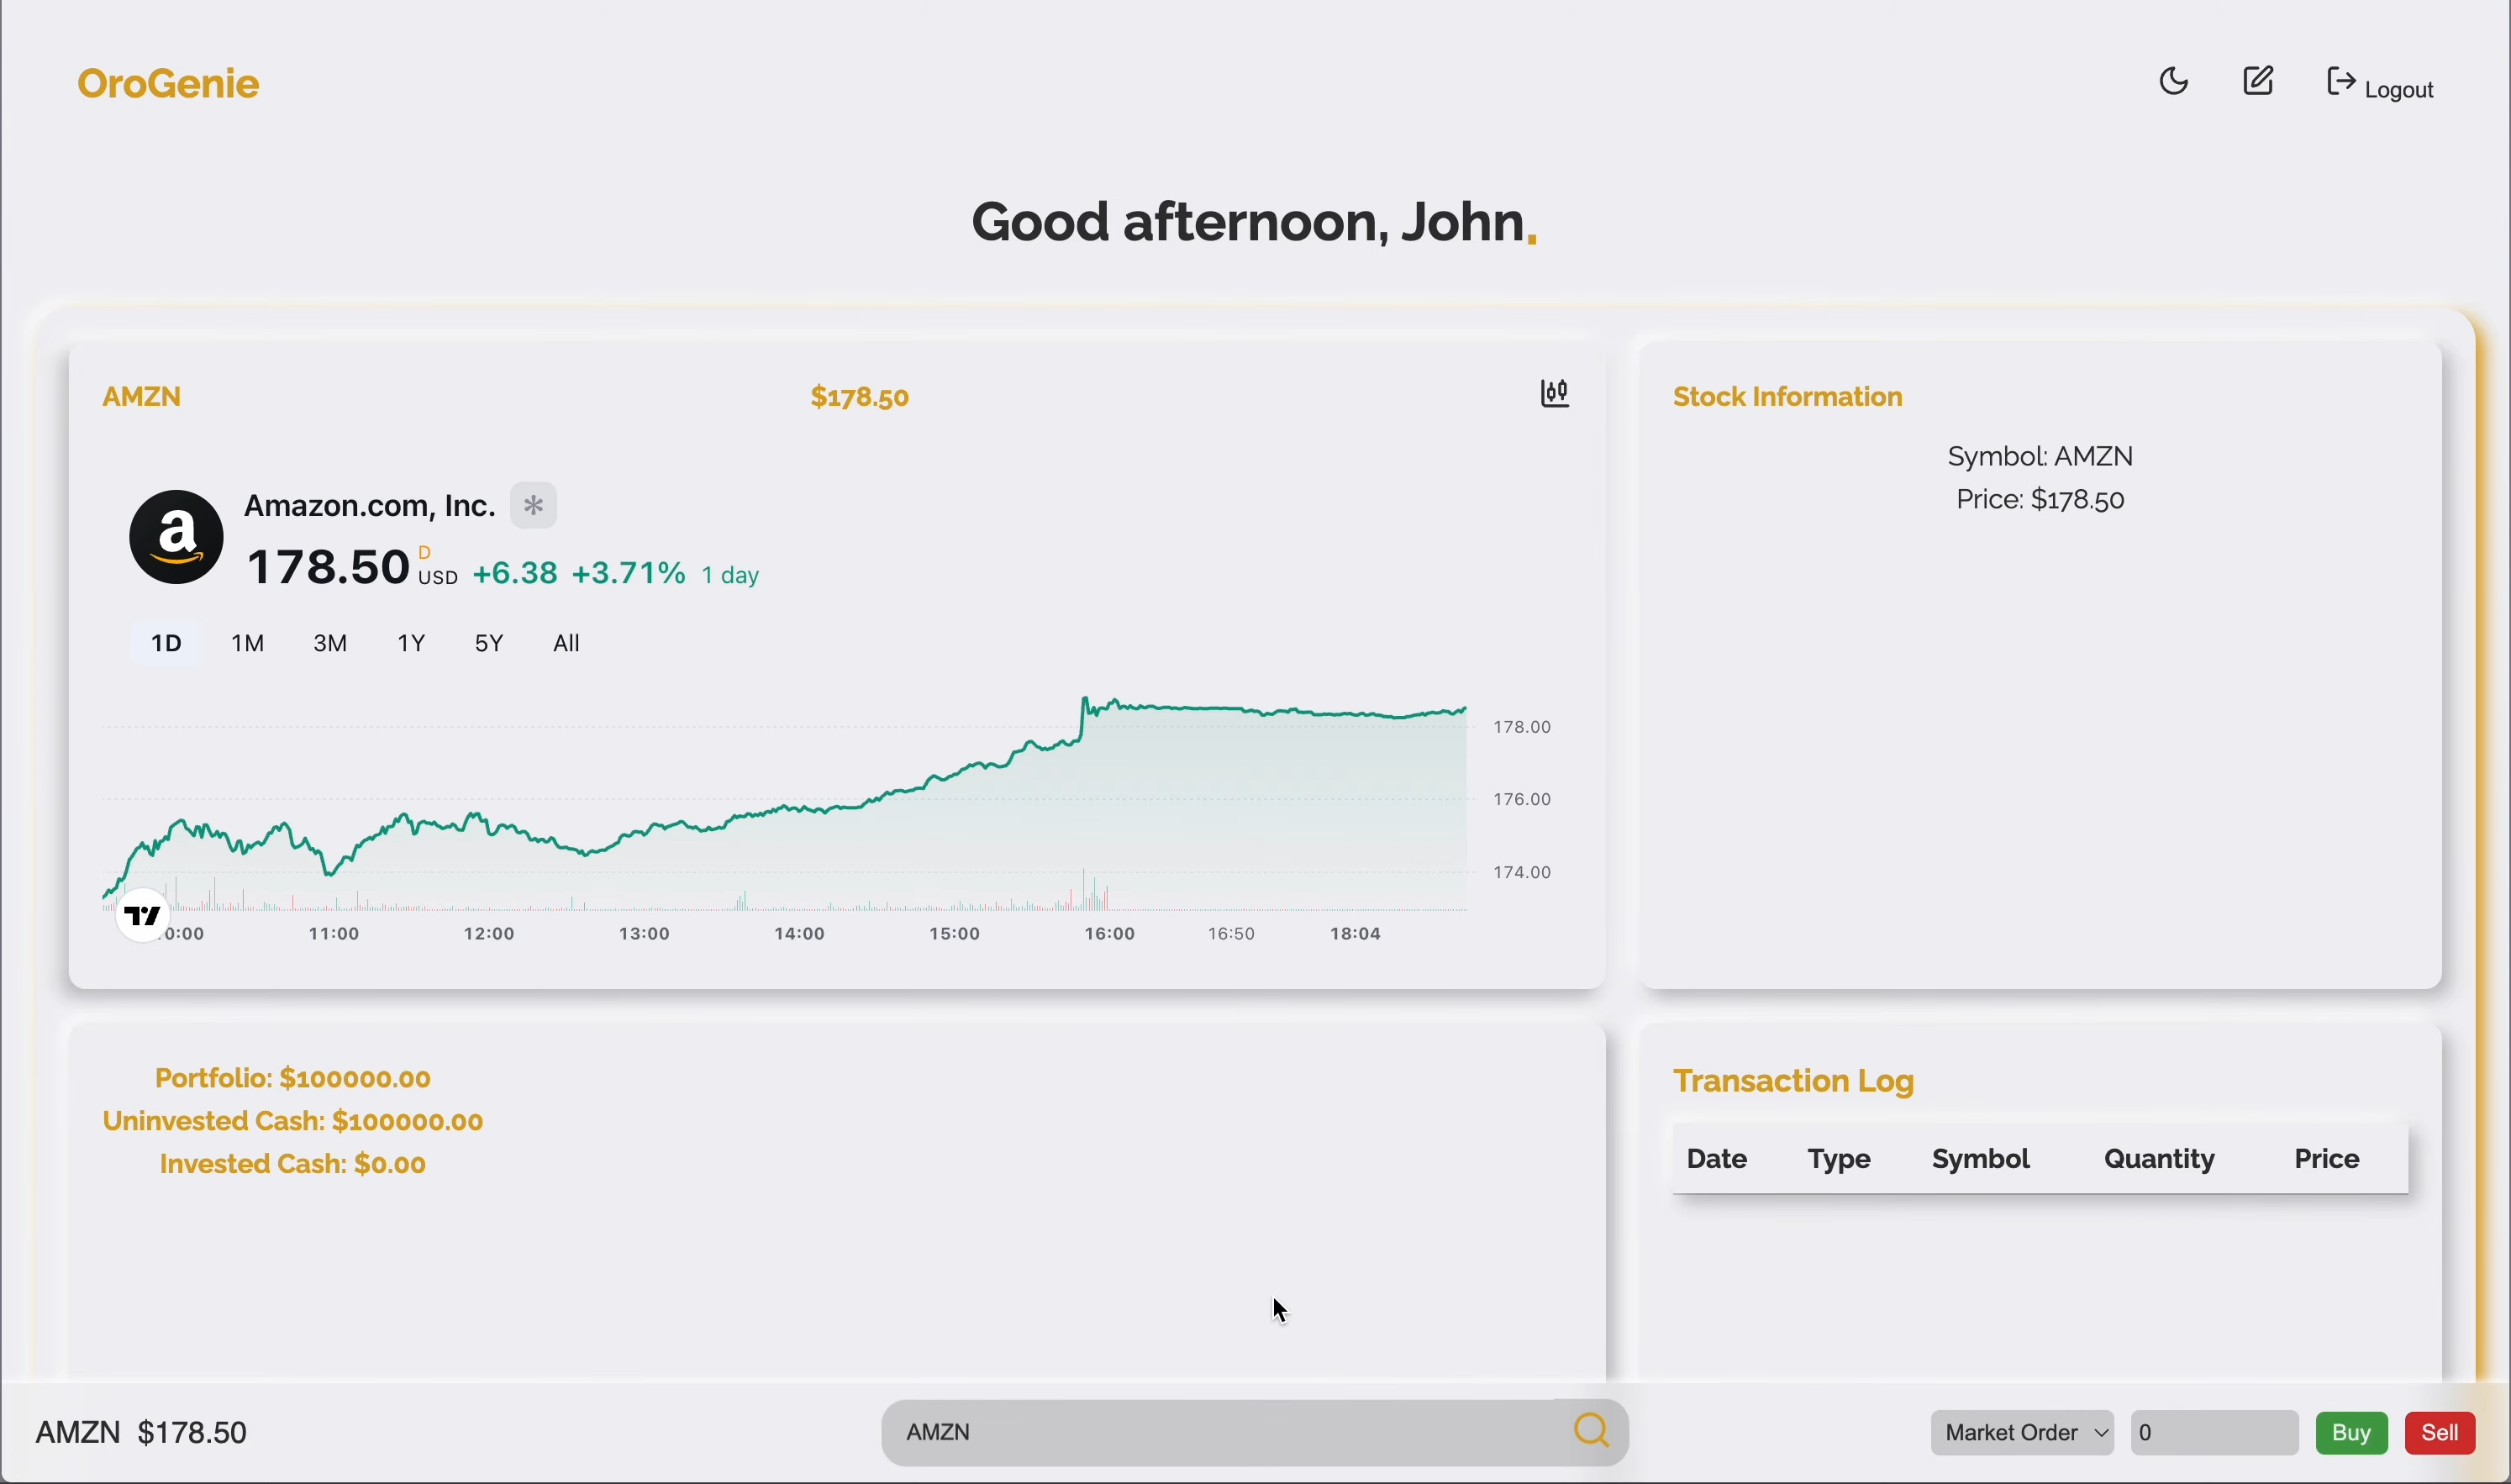 OroGenie
Logout
Good afternoon, John.
AMZN
$178.50
Stock Information
Symbol: AMZN
Price: $178.50
Amazon.com, Inc.
178.50 D USD +6.38 +3.71% 1 day
1D 1M 3M 1Y 5Y All
178.00
176.00
174.00
0:00 11:00 12:00 13:00 14:00 15:00 16:00 16:50 18:04
Portfolio: $100000.00
Uninvested Cash: $100000.00
Invested Cash: $0.00
Transaction Log
Date Type Symbol Quantity Price
AMZN $178.50
AMZN
Market Order
0
Buy
Sell